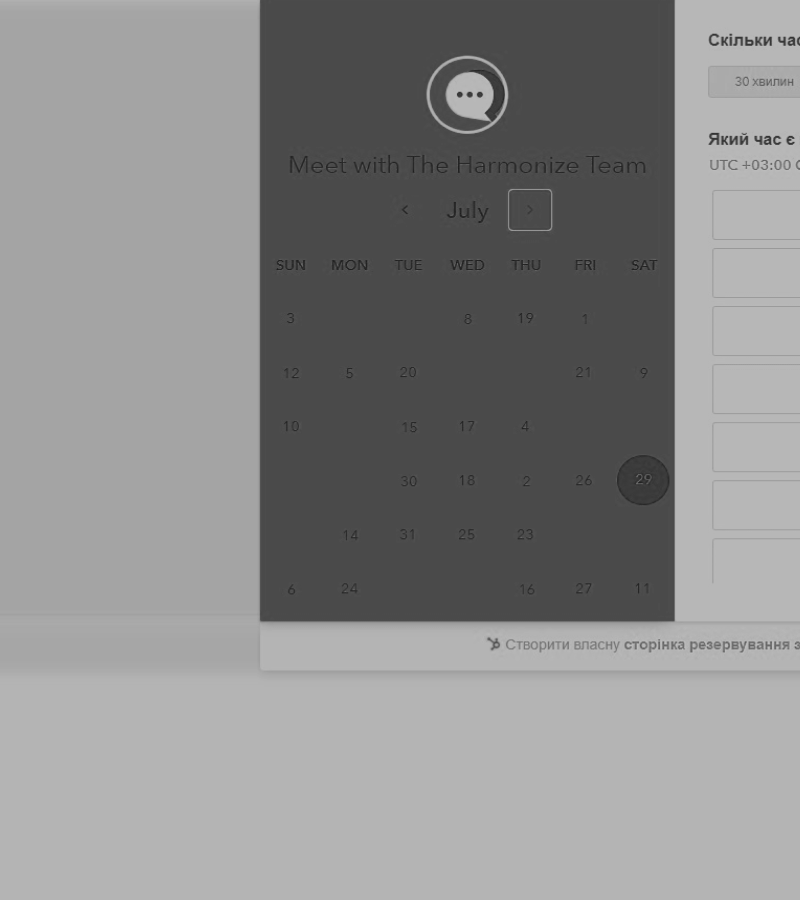 Meet with The Harmonize Team
July
SUN MON TUE WED THU FRI SAT
3 8 19 1
12 5 20 21 9
10 15 17 4
30 18 2 26 29
14 31 25 23
6 24 16 27 11
Скільки час
30 хвилин
Який час є
UTC +03:00
Створити власну сторінка резервування з